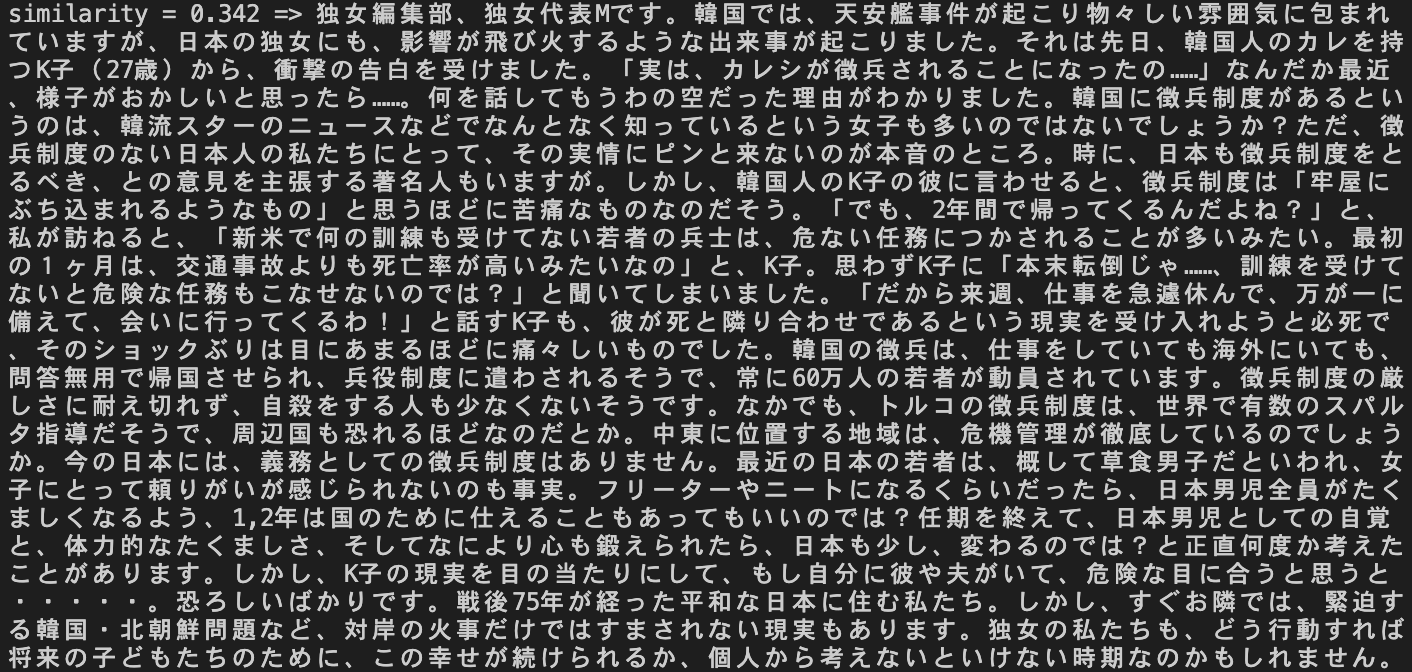 similarity = 0.342 => 独女編集部、独女代表Mです。韓国では、天安艦事件が起こり物々しい雰囲気に包まれ
ていますが、日本の独女にも、影響が飛び火するような出来事が起こりました。それは先日、韓国人のカレを持
つK子（27歳）から、衝撃の告白を受けました。「実は、カレシが徴兵されることになったの……」なんだか最近
、様子がおかしいと思ったら……。何を話してもうわの空だった理由がわかりました。韓国に徴兵制度があるとい
うのは、韓流スターのニュースなどでなんとなく知っているという女子も多いのではないでしょうか？ただ、徴
兵制度のない日本人の私たちにとって、その実情にピンと来ないのが本音のところ。時に、日本も徴兵制度をと
るべき、との意見を主張する著名人もいますが。しかし、韓国人のK子の彼に言わせると、徴兵制度は「牢屋に
ぶち込まれるようなもの」と思うほどに苦痛なものなのだそう。「でも、2年間で帰ってくるんだよね？」と、
私が訪ねると、「新米で何の訓練も受けてない若者の兵士は、危ない任務につかされることが多いみたい。最初
の１ヶ月は、交通事故よりも死亡率が高いみたいなの」と、K子。思わずK子に「本末転倒じゃ……、訓練を受けて
ないと危険な任務もこなせないのでは？」と聞いてしまいました。「だから来週、仕事を急遽休んで、万が一に
備えて、会いに行ってくるわ！」と話すK子も、彼が死と隣り合わせであるという現実を受け入れようと必死で
、そのショックぶりは目にあまるほどに痛々しいものでした。韓国の徴兵は、仕事をしていても海外にいても、
問答無用で帰国させられ、兵役制度に遣わされるそうで、常に60万人の若者が動員されています。徴兵制度の厳
しさに耐え切れず、自殺をする人も少なくないそうです。なかでも、トルコの徴兵制度は、世界で有数のスパル
タ指導だそうで、周辺国も恐れるほどなのだとか。中東に位置する地域は、危機管理が徹底しているのでしょう
か。今の日本には、義務としての徴兵制度はありません。最近の日本の若者は、概して草食男子だといわれ、女
子にとって頼りがいが感じられないのも事実。フリーターやニートになるくらいだったら、日本男児全員がたく
ましくなるよう、1,2年は国のために仕えることもあってもいいのでは？任期を終えて、日本男児としての自覚
と、体力的なたくましさ、そしてなにより心も鍛えられたら、日本も少し、変わるのでは？と正直何度か考えた
ことがあります。しかし、K子の現実を目の当たりにして、もし自分に彼や夫がいて、危険な目に合うと思うと
・・・・・。恐ろしいばかりです。戦後75年が経った平和な日本に住む私たち。しかし、すぐお隣では、緊迫す
る韓国・北朝鮮問題など、対岸の火事だけではすまされない現実もあります。独女の私たちも、どう行動すれば
将来の子どもたちのために、この幸せが続けられるか、個人から考えないといけない時期なのかもしれません。